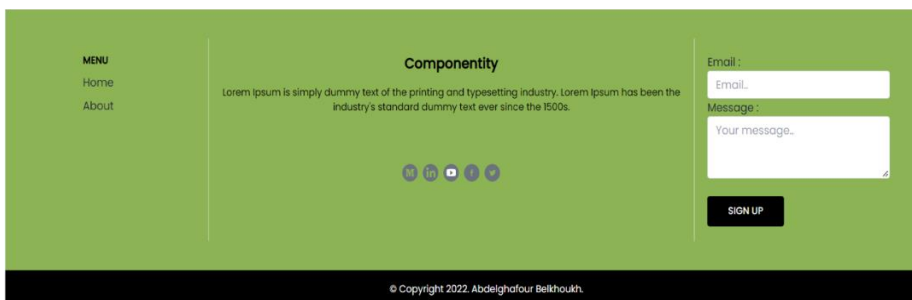 MENU
Home
About
Componentity
Lorem Ipsum is simply dummy text of the printing and typesetting industry. Lorem Ipsum has been the
industry's standard dummy text ever since the 1500s.
M in f
Email :
Email..
Message :
Your message..
SIGN UP
© Copyright 2022. Abdelghafour Belkhoukh.